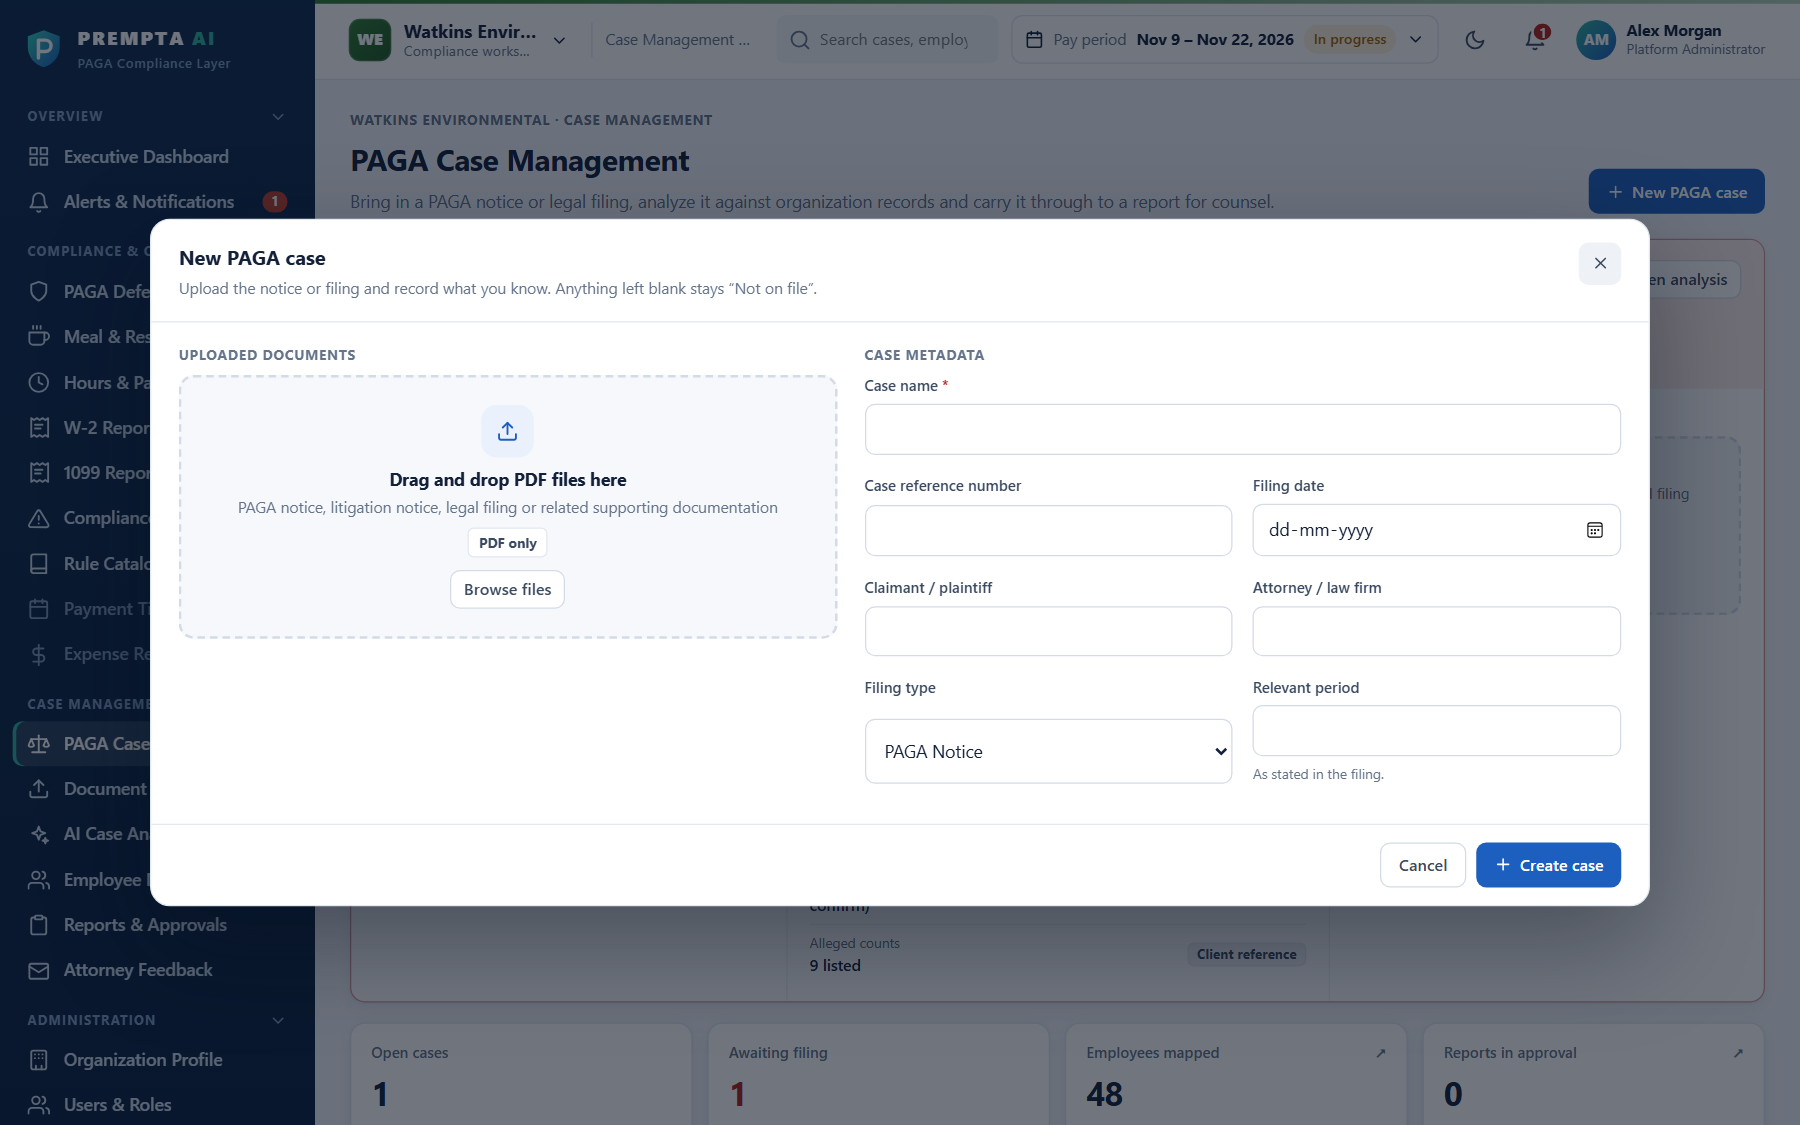 PREMPTA AI
PAGA Compliance Layer
OVERVIEW
Executive Dashboard
Alerts & Notifications 1
COMPLIANCE &
PAGA Defe
Meal & Res
Hours & Pa
W-2 Repor
1099 Repor
Complianc
Rule Catalo
Payment T
Expense Re
CASE MANAGEME
PAGA Case
Document
AI Case An
Employee
Reports & Approvals
Attorney Feedback
ADMINISTRATION
Organization Profile
Users & Roles
WE
Watkins Envir...
Compliance works...
Case Management ...
Search cases, employ
Pay period Nov 9 – Nov 22, 2026 In progress
1
AM
Alex Morgan
Platform Administrator
WATKINS ENVIRONMENTAL · CASE MANAGEMENT
PAGA Case Management
Bring in a PAGA notice or legal filing, analyze it against organization records and carry it through to a report for counsel.
+ New PAGA case
en analysis
filing
New PAGA case
Upload the notice or filing and record what you know. Anything left blank stays “Not on file”.
UPLOADED DOCUMENTS
Drag and drop PDF files here
PAGA notice, litigation notice, legal filing or related supporting documentation
PDF only
Browse files
CASE METADATA
Case name *
Case reference number
Filing date
dd-mm-yyyy
Claimant / plaintiff
Attorney / law firm
Filing type
PAGA Notice
Relevant period
As stated in the filing.
Cancel
+ Create case
confirm)
Alleged counts
9 listed
Client reference
Open cases
1
Awaiting filing
1
Employees mapped ↗
48
Reports in approval ↗
0